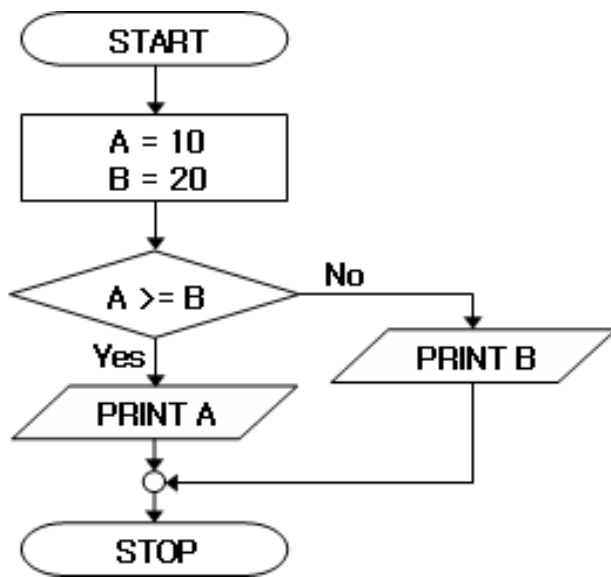 START
A = 10
B = 20
A >= B
No
Yes
PRINT B
PRINT A
STOP